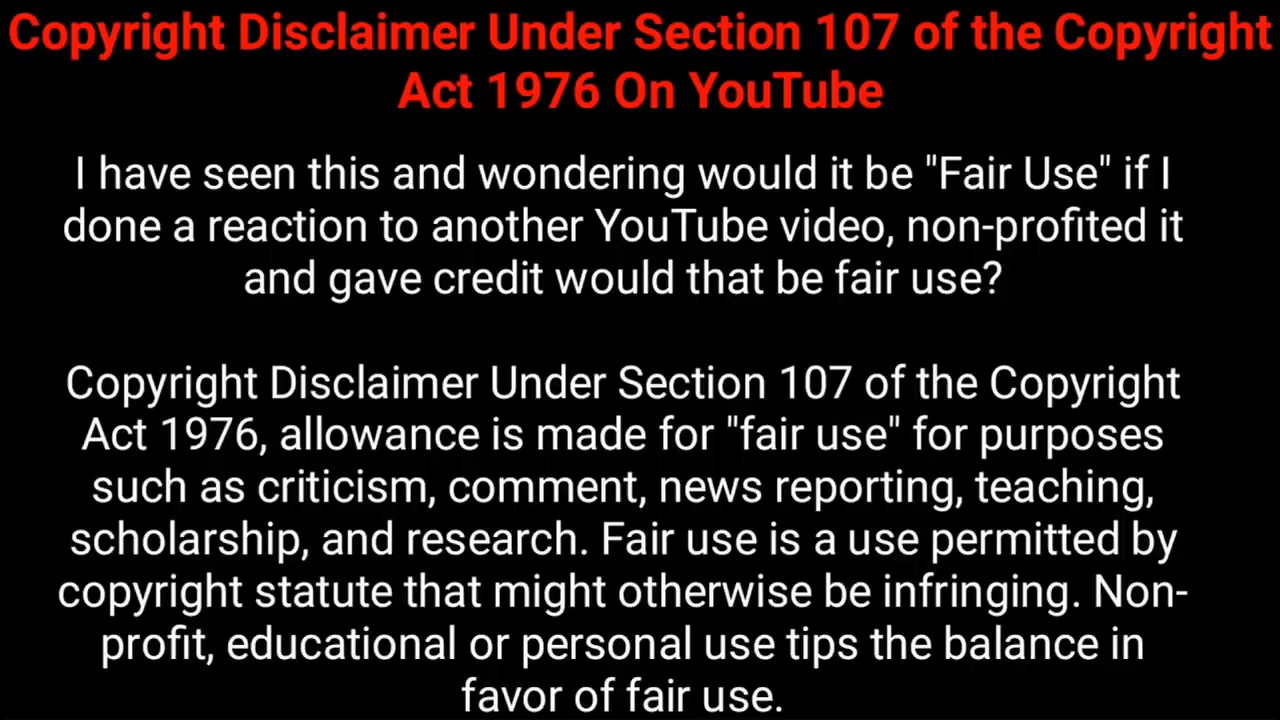 Copyright Disclaimer Under Section 107 of the Copyright
Act 1976 On YouTube
I have seen this and wondering would it be "Fair Use" if I
done a reaction to another YouTube video, non-profited it
and gave credit would that be fair use?
Copyright Disclaimer Under Section 107 of the Copyright
Act 1976, allowance is made for "fair use" for purposes
such as criticism, comment, news reporting, teaching,
scholarship, and research. Fair use is a use permitted by
copyright statute that might otherwise be infringing. Non-
profit, educational or personal use tips the balance in
favor of fair use.